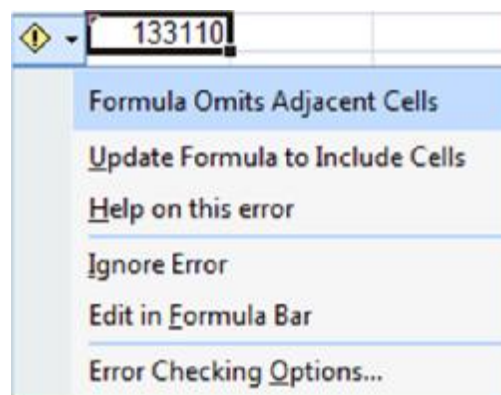 133110
Formula Omits Adjacent Cells
Update Formula to Include Cells
Help on this error
Ignore Error
Edit in Formula Bar
Error Checking Options...